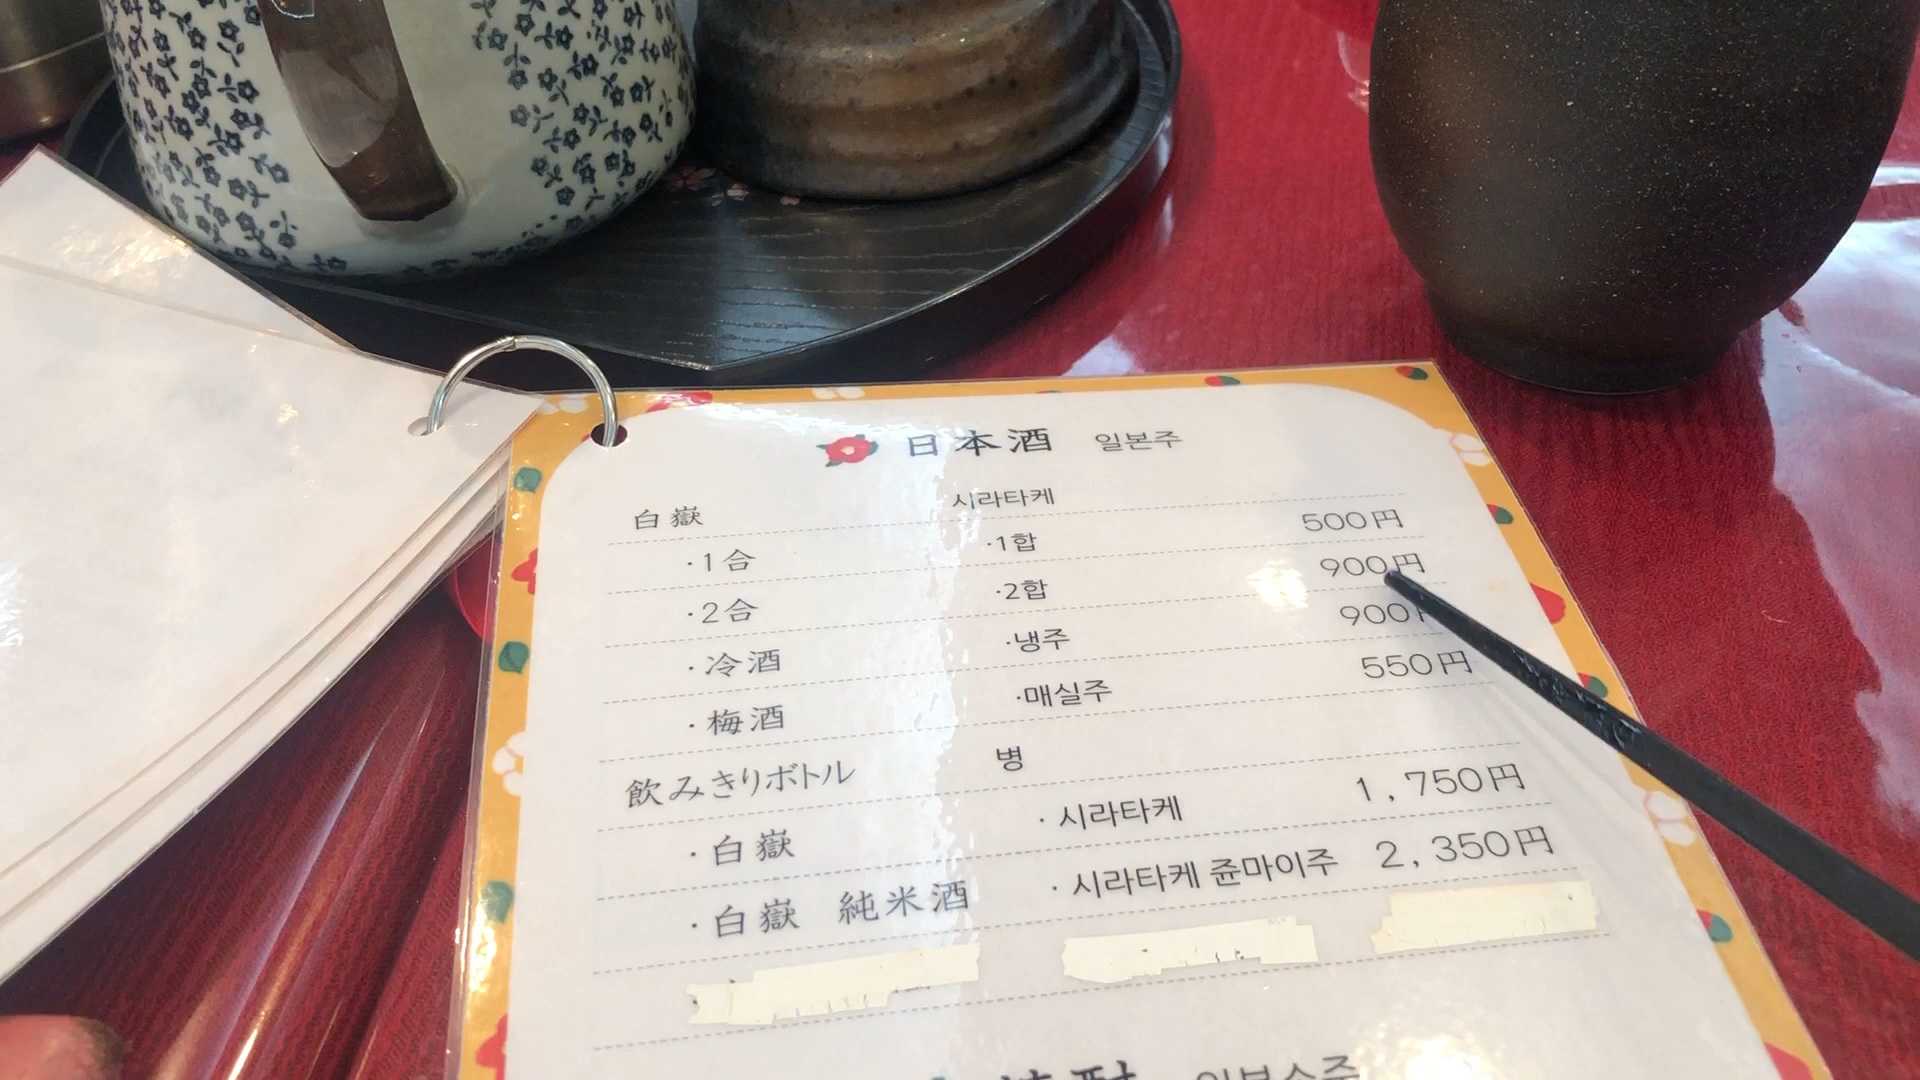 日本酒 일본주
白嶽 시라타케
·1合 ·1합 500円
·2合 ·2합 900円
·冷酒 ·냉주 900円
·梅酒 ·매실주 550円
飲みきりボトル 병
·白嶽 ·시라타케 1,750円
·白嶽 純米酒 ·시라타케 쥰마이주 2,350円